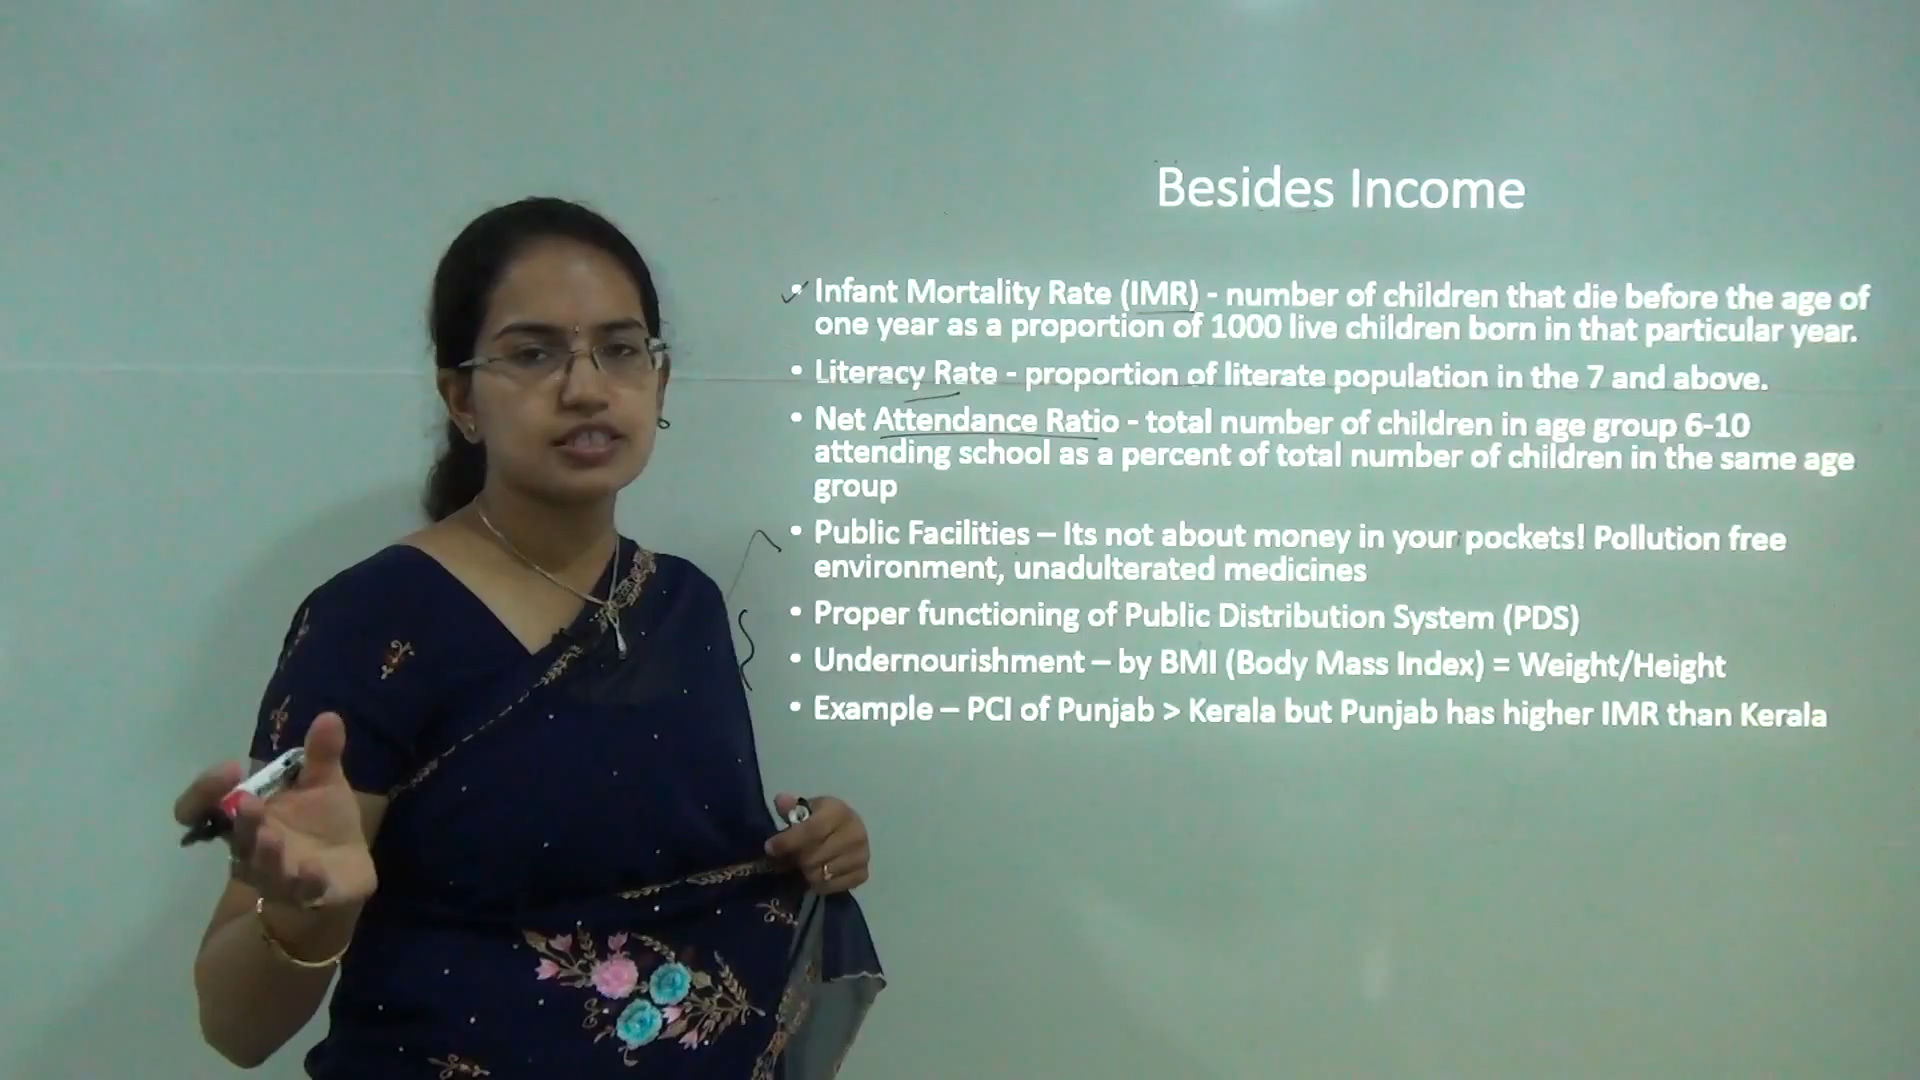 Besides Income
• Infant Mortality Rate (IMR) - number of children that die before the age of
one year as a proportion of 1000 live children born in that particular year.
• Literacy Rate - proportion of literate population in the 7 and above.
• Net Attendance Ratio - total number of children in age group 6-10
attending school as a percent of total number of children in the same age
group
• Public Facilities – Its not about money in your pockets! Pollution free
environment, unadulterated medicines
• Proper functioning of Public Distribution System (PDS)
• Undernourishment – by BMI (Body Mass Index) = Weight/Height
• Example – PCI of Punjab > Kerala but Punjab has higher IMR than Kerala